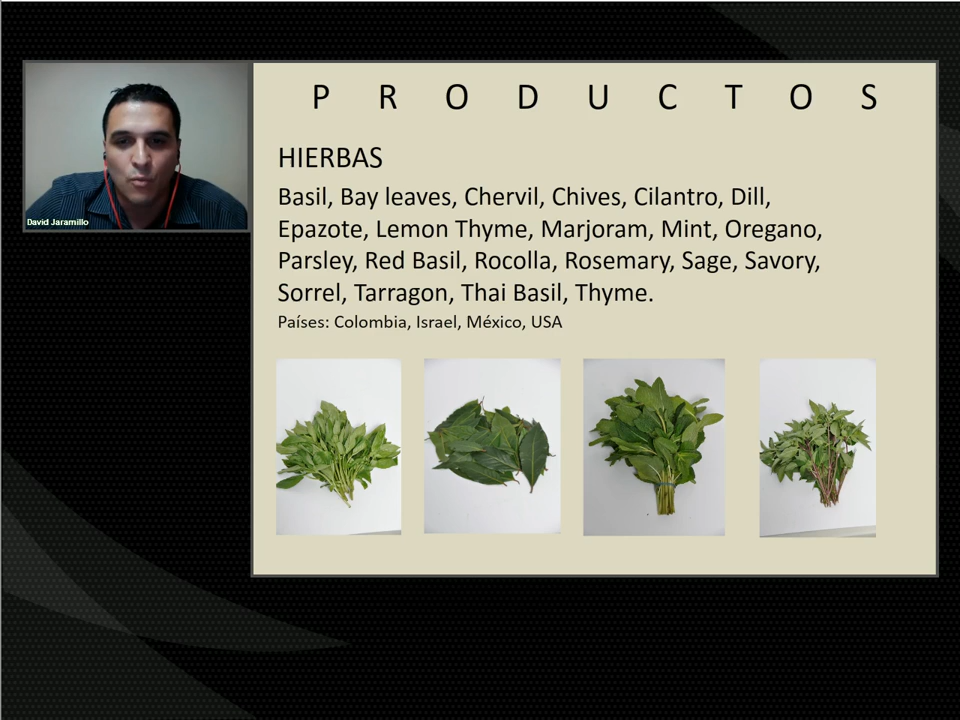 P R O D U C T O S
HIERBAS
Basil, Bay leaves, Chervil, Chives, Cilantro, Dill,
Epazote, Lemon Thyme, Marjoram, Mint, Oregano,
Parsley, Red Basil, Rocolla, Rosemary, Sage, Savory,
Sorrel, Tarragon, Thai Basil, Thyme.
Países: Colombia, Israel, México, USA
David Jaramillo